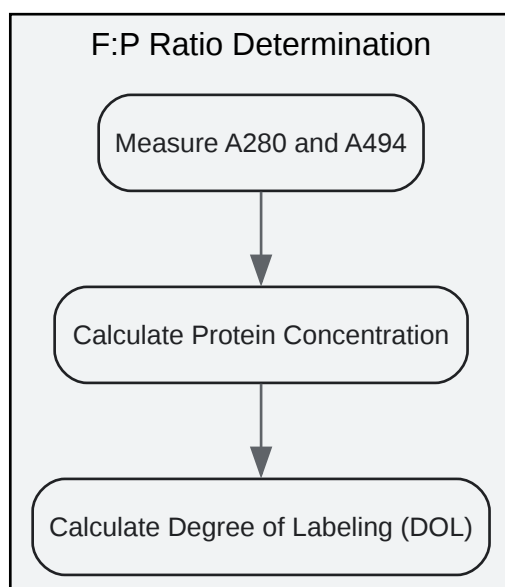 F:P Ratio Determination
Measure A280 and A494
Calculate Protein Concentration
Calculate Degree of Labeling (DOL)